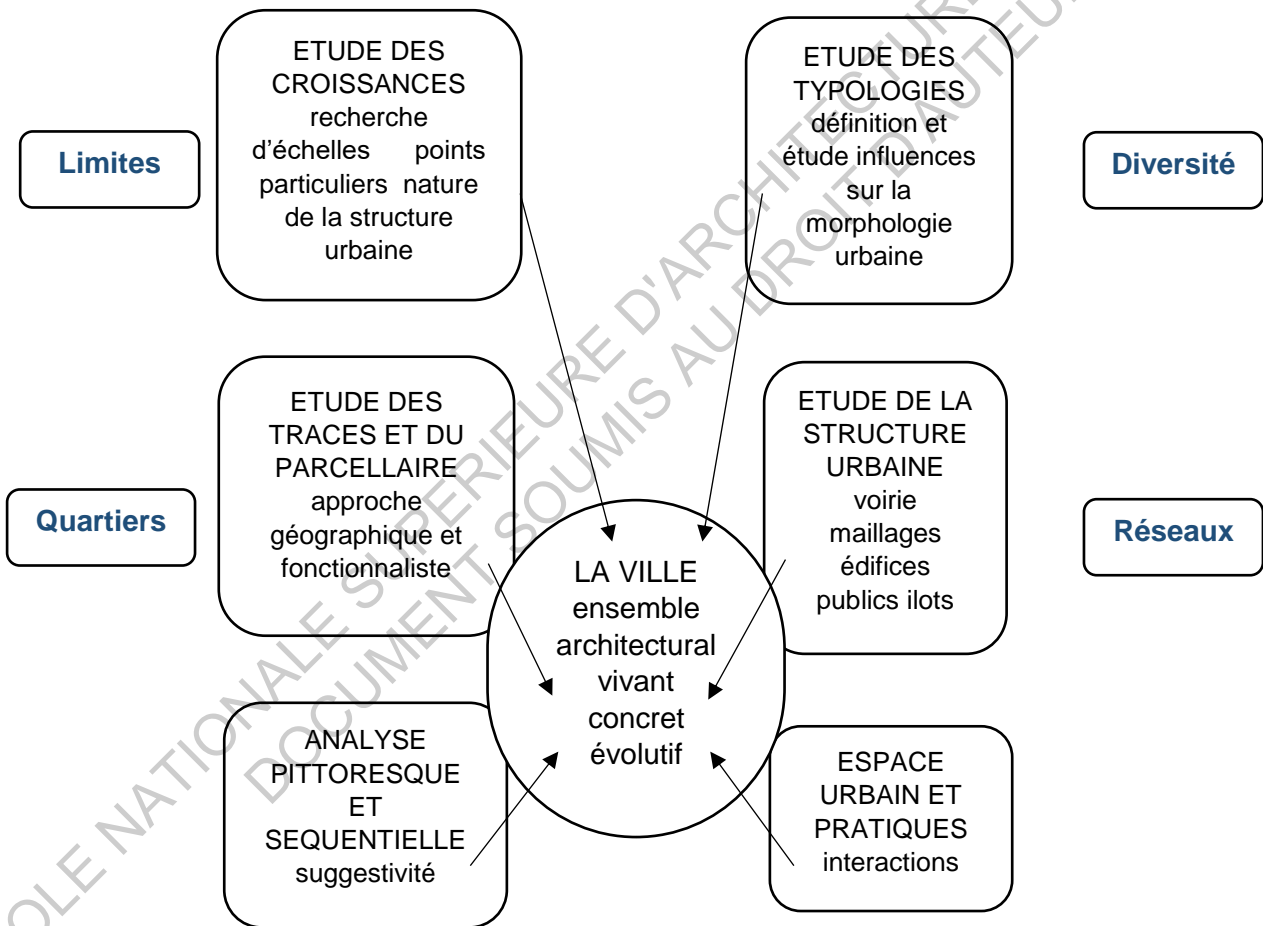 ETUDE DES
CROISSANCES
recherche
d'échelles points
particuliers nature
de la structure
urbaine
ETUDE DES
TYPOLOGIES
définition et
étude influences
sur la
morphologie
urbaine
Limites
Diversité
ETUDE DES
TRACES ET DU
PARCELLAIRE
approche
géographique et
fonctionnaliste
ETUDE DE LA
STRUCTURE
URBAINE
voirie
maillages
édifices
publics ilots
Quartiers
Réseaux
LA VILLE
ensemble
architectural
vivant
concret
évolutif
ANALYSE
PITTORESQUE
ET
SEQUENTIELLE
suggestivité
ESPACE
URBAIN ET
PRATIQUES
interactions
OLE NATIONALE SUPERIEURE D'ARCHITECTURE
DOCUMENT SOUMIS AU DROIT D'AUTEUR